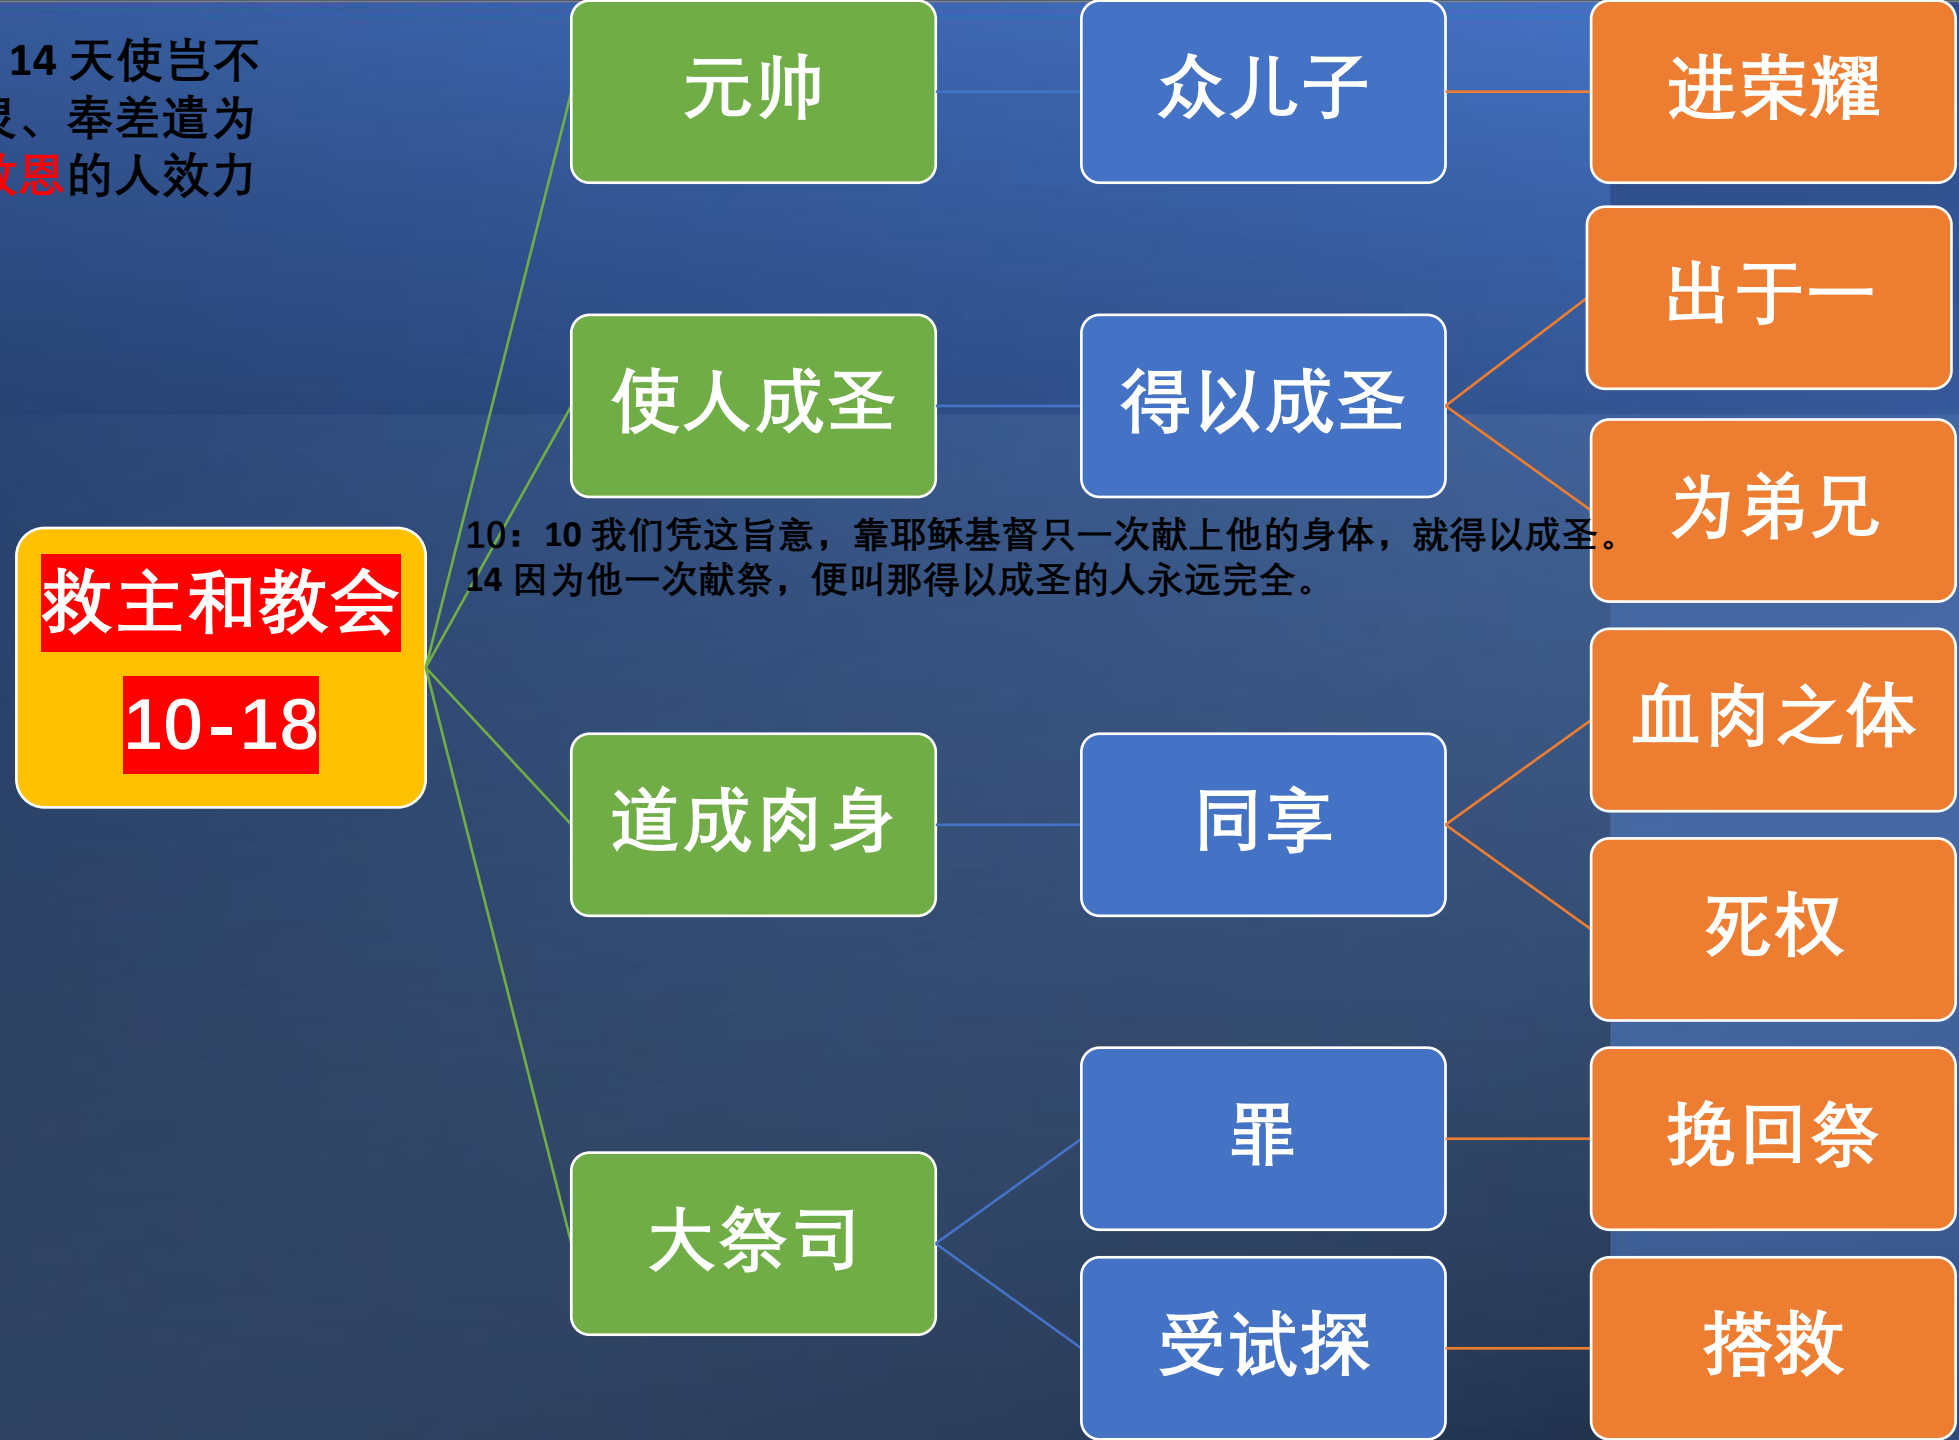 14 天使岂不
、奉差遣为
恩的人效力
救主和教会
10-18
元帅
众儿子
进荣耀
使人成圣
得以成圣
出于一
为弟兄
10：10 我们凭这旨意，靠耶稣基督只一次献上他的身体，就得以成圣。
14 因为他一次献祭，便叫那得以成圣的人永远完全。
道成肉身
同享
血肉之体
死权
大祭司
罪
挽回祭
受试探
搭救